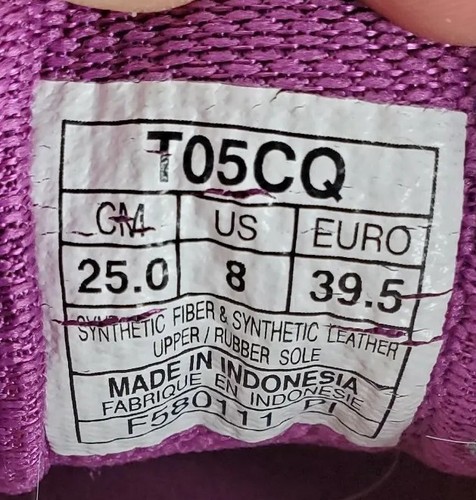 T05CQ
CM US EURO
25.0 8 39.5
SYNTHETIC FIBER & SYNTHETIC LEATHER
UPPER / RUBBER SOLE
MADE IN INDONESIA
FABRIQUE EN INDONESIE
F580111 PI